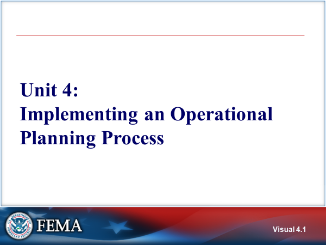 Unit 4:
Implementing an Operational
Planning Process
FEMA
Visual 4.1